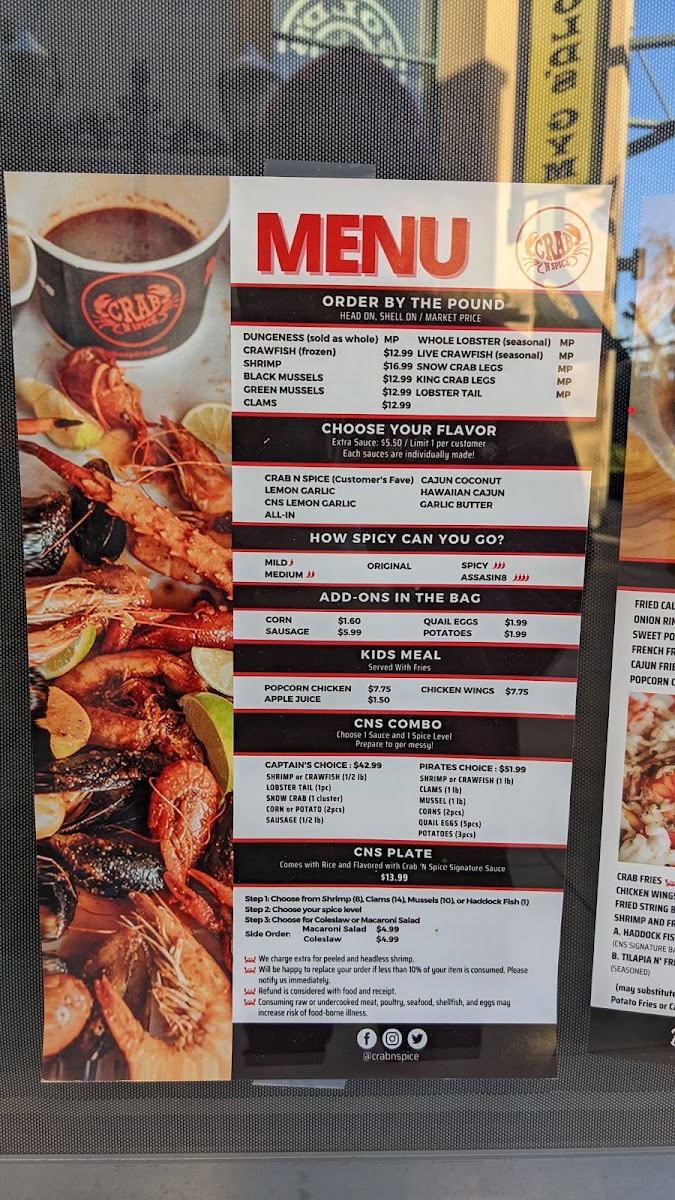 GOLD'S
GOLD'S GYM
MENU
CRAB
'N SPICE
ORDER BY THE POUND
HEAD ON, SHELL ON / MARKET PRICE
DUNGENESS (sold as whole) MP
CRAWFISH (frozen) $12.99
SHRIMP $16.99
BLACK MUSSELS $12.99
GREEN MUSSELS $12.99
CLAMS $12.99
WHOLE LOBSTER (seasonal) MP
LIVE CRAWFISH (seasonal) MP
SNOW CRAB LEGS MP
KING CRAB LEGS MP
LOBSTER TAIL MP
CHOOSE YOUR FLAVOR
Extra Sauce: $5.50 / Limit 1 per customer
Each sauces are individually made!
CRAB N SPICE (Customer's Fave)
LEMON GARLIC
CNS LEMON GARLIC
ALL-IN
CAJUN COCONUT
HAWAIIAN CAJUN
GARLIC BUTTER
HOW SPICY CAN YOU GO?
MILD
MEDIUM
ORIGINAL
SPICY
ASSASIN8
ADD-ONS IN THE BAG
CORN $1.60
SAUSAGE $5.99
QUAIL EGGS $1.99
POTATOES $1.99
KIDS MEAL
Served With Fries
POPCORN CHICKEN $7.75
APPLE JUICE $1.50
CHICKEN WINGS $7.75
CNS COMBO
Choose 1 Sauce and 1 Spice Level
Prepare to ger messy!
CAPTAIN'S CHOICE : $42.99
SHRIMP or CRAWFISH (1/2 lb)
LOBSTER TAIL (1pc)
SNOW CRAB (1 cluster)
CORN or POTATO (2pcs)
SAUSAGE (1/2 lb)
PIRATES CHOICE : $51.99
SHRIMP or CRAWFISH (1 lb)
CLAMS (1 lb)
MUSSEL (1 lb)
CORNS (2pcs)
QUAIL EGGS (5pcs)
POTATOES (3pcs)
CNS PLATE
Comes with Rice and Flavored with Crab 'N Spice Signature Sauce
$13.99
Step 1: Choose from Shrimp (8), Clams (14), Mussels (10), or Haddock Fish (1)
Step 2: Choose your spice level
Step 3: Choose for Coleslaw or Macaroni Salad
Side Order: Macaroni Salad $4.99
Coleslaw $4.99
We charge extra for peeled and headless shrimp.
Will be happy to replace your order if less than 10% of your item is consumed. Please
notify us immediately.
Refund is considered with food and receipt.
Consuming raw or undercooked meat, poultry, seafood, shellfish, and eggs may
increase risk of food-borne illness.
@crabnspice
CRAB
FRIED CAL
ONION RIN
SWEET PO
FRENCH FR
CAJUN FRIE
POPCORN C
CRAB FRIES
CHICKEN WINGS
FRIED STRING B
SHRIMP AND FR
A. HADDOCK FIS
(CNS SIGNATURE BA
B. TILAPIA N' FR
(SEASONED)
(may substitute
Potato Fries or Ca